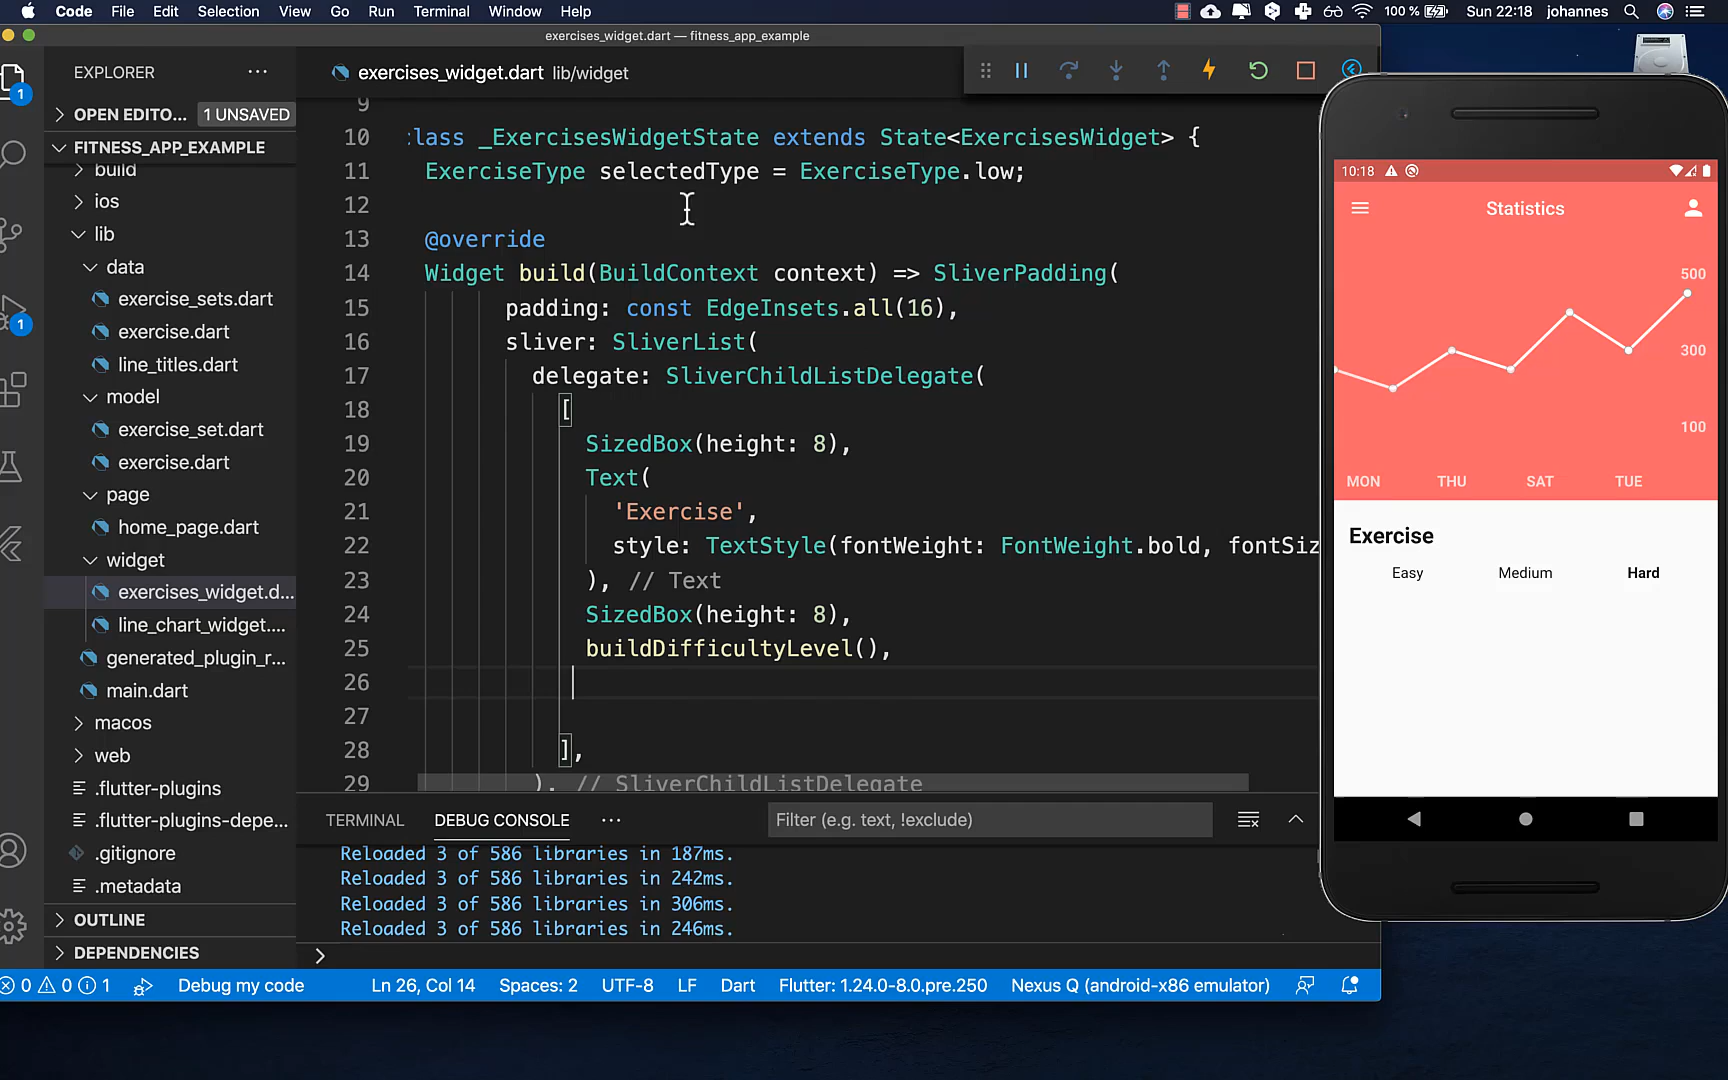 Code File Edit Selection View Go Run Terminal Window Help 100 % Sun 22:18 johannes
exercises_widget.dart — fitness_app_example
EXPLORER
exercises_widget.dart lib/widget
1
OPEN EDITO... 1 UNSAVED
FITNESS_APP_EXAMPLE
build
ios
lib
data
exercise_sets.dart
1
exercise.dart
line_titles.dart
model
exercise_set.dart
exercise.dart
page
home_page.dart
widget
exercises_widget.d...
line_chart_widget....
generated_plugin_r...
main.dart
macos
web
.flutter-plugins
.flutter-plugins-depe...
.gitignore
.metadata
OUTLINE
DEPENDENCIES
9
10 lass _ExercisesWidgetState extends State<ExercisesWidget> {
11 ExerciseType selectedType = ExerciseType.low;
12
13 @override
14 Widget build(BuildContext context) => SliverPadding(
15 padding: const EdgeInsets.all(16),
16 sliver: SliverList(
17 delegate: SliverChildListDelegate(
18 [
19 SizedBox(height: 8),
20 Text(
21 'Exercise',
22 style: TextStyle(fontWeight: FontWeight.bold, fontSiz
23 ), // Text
24 SizedBox(height: 8),
25 buildDifficultyLevel(),
26
27
28 ],
29 ), // SliverChildListDelegate
TERMINAL DEBUG CONSOLE ... Filter (e.g. text, !exclude)
Reloaded 3 of 586 libraries in 187ms.
Reloaded 3 of 586 libraries in 242ms.
Reloaded 3 of 586 libraries in 306ms.
Reloaded 3 of 586 libraries in 246ms.
>
0 0 1 Debug my code Ln 26, Col 14 Spaces: 2 UTF-8 LF Dart Flutter: 1.24.0-8.0.pre.250 Nexus Q (android-x86 emulator)
10:18
Statistics
500
300
100
MON THU SAT TUE
Exercise
Easy Medium Hard